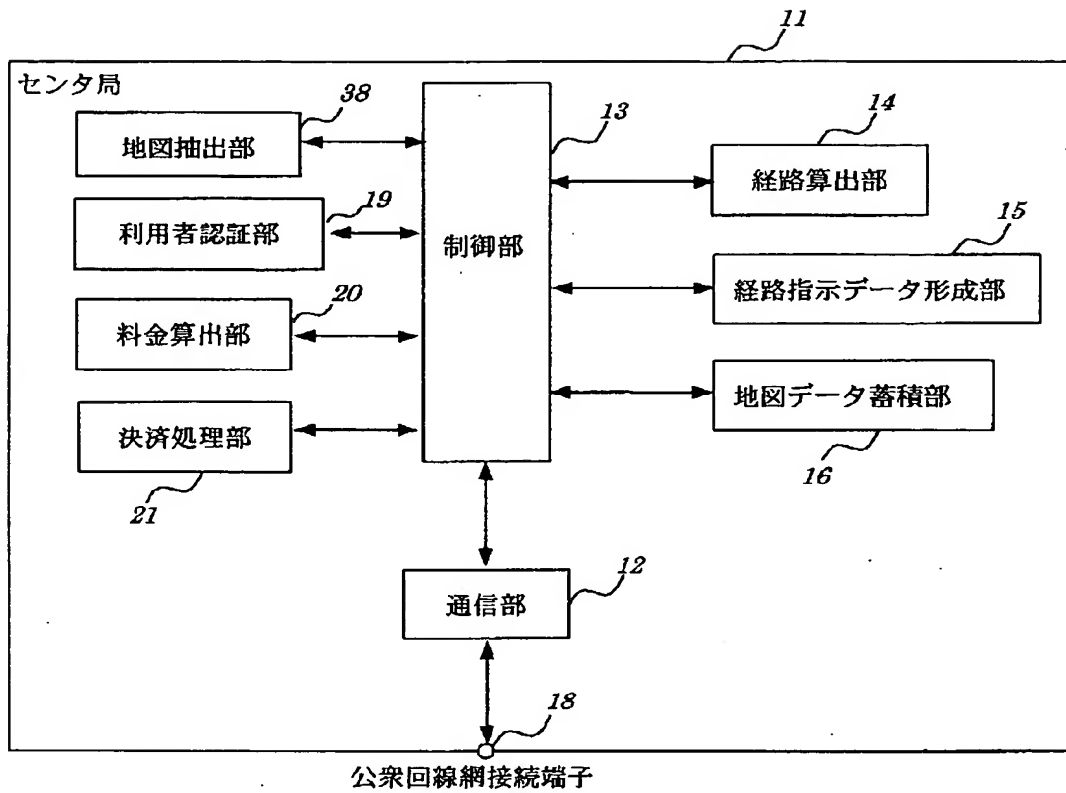 11
センタ局
38
地図抽出部
13
14
経路算出部
19
利用者認証部
制御部
15
経路指示データ形成部
20
料金算出部
地図データ蓄積部
16
決済処理部
21
12
通信部
18
公衆回線網接続端子